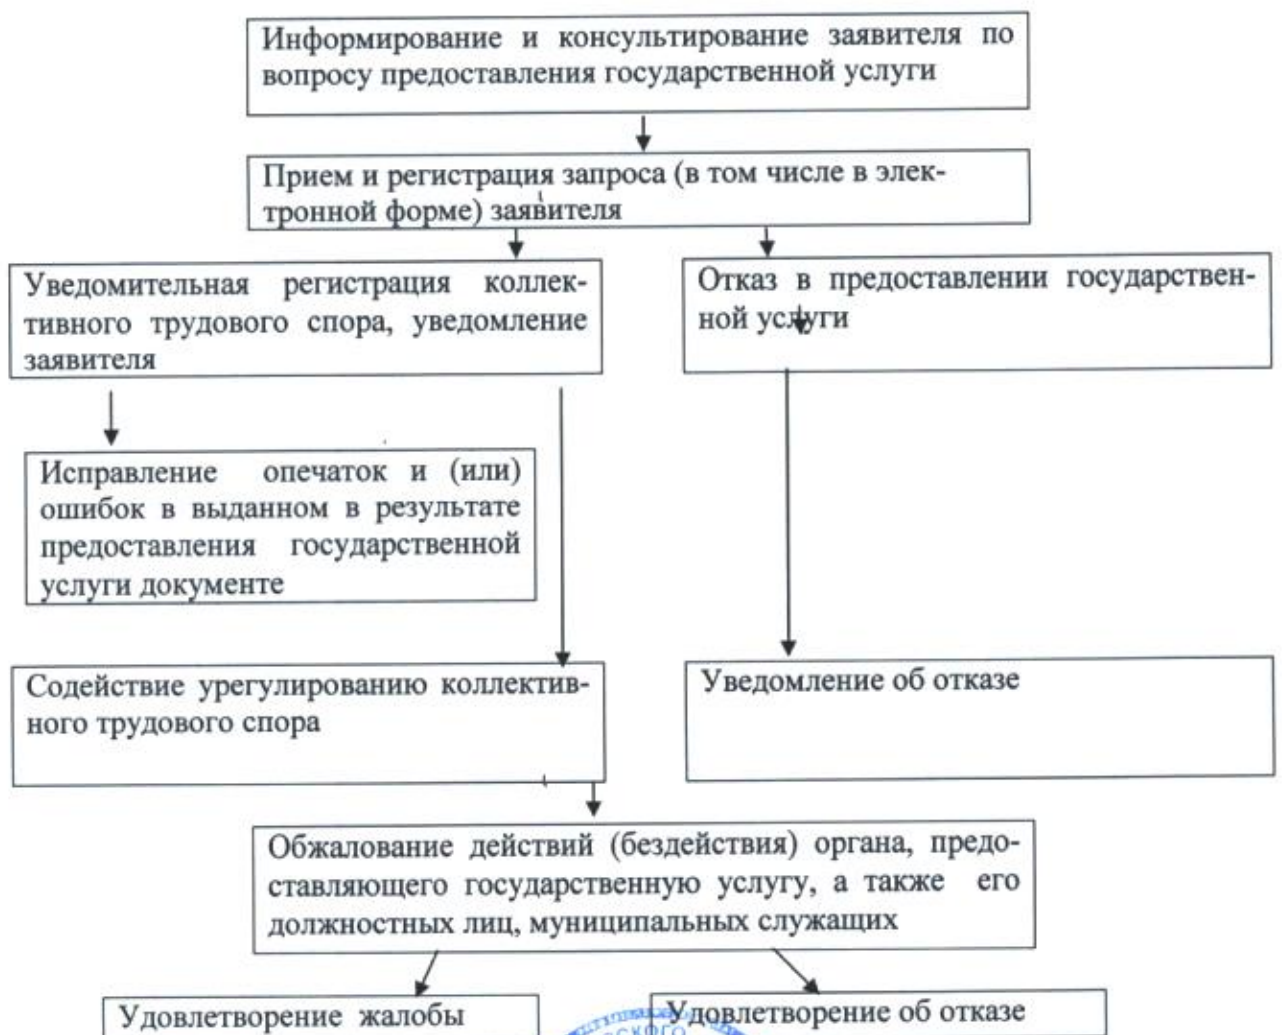 Информирование и консультирование заявителя по
вопросу предоставления государственной услуги
Прием и регистрация запроса (в том числе в элек-
тронной форме) заявителя
Уведомительная регистрация коллек-
тивного трудового спора, уведомление
заявителя
Отказ в предоставлении государствен-
ной услуги
Исправление опечаток и (или)
ошибок в выданном в результате
предоставления государственной
услуги документе
Содействие урегулированию коллектив-
ного трудового спора
Уведомление об отказе
Обжалование действий (бездействия) органа, предо-
ставляющего государственную услугу, а также его
должностных лиц, муниципальных служащих
Удовлетворение жалобы
Удовлетворение об отказе